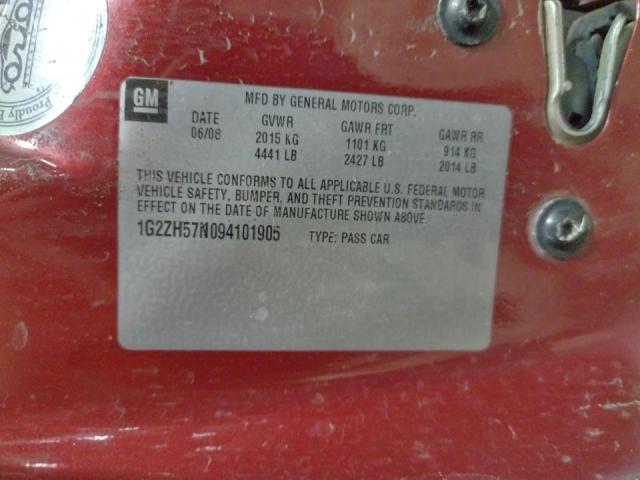 GM
MFD BY GENERAL MOTORS CORP.
DATE GVWR GAWR FRT GAWR RR
06/08 2015 KG 1101 KG 914 KG
4441 LB 2427 LB 2014 LB
THIS VEHICLE CONFORMS TO ALL APPLICABLE U.S. FEDERAL MOTOR
VEHICLE SAFETY, BUMPER, AND THEFT PREVENTION STANDARDS IN
EFFECT ON THE DATE OF MANUFACTURE SHOWN ABOVE.
1G2ZH57N094101905 TYPE: PASS CAR
Proudly